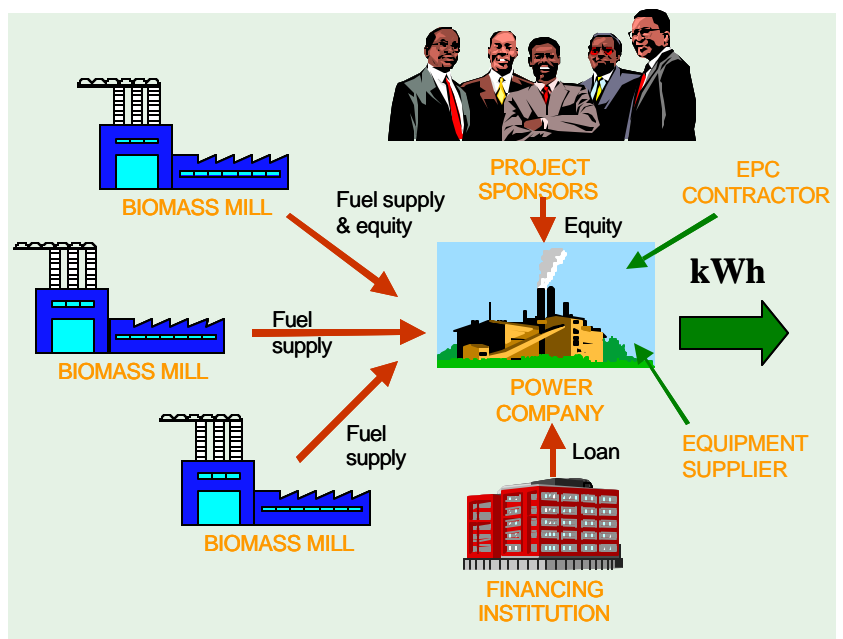 PROJECT
SPONSORS
EPC
CONTRACTOR
BIOMASS MILL
Fuel supply
& equity
Equity
kWh
Fuel
supply
BIOMASS MILL
POWER
COMPANY
Fuel
supply
Loan
EQUIPMENT
SUPPLIER
BIOMASS MILL
FINANCING
INSTITUTION